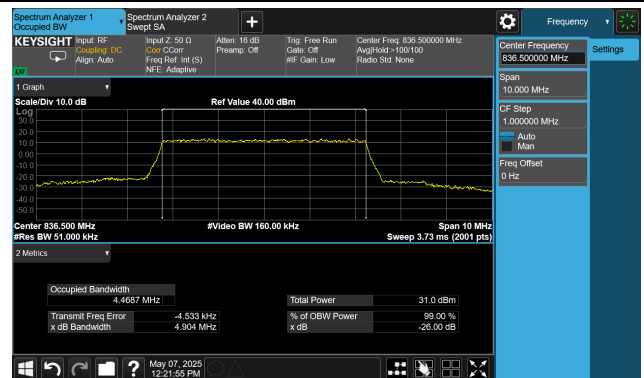 Spectrum Analyzer 1
Occupied BW
Spectrum Analyzer 2
Swept SA
+
Frequency
KEYSIGHT
Input: RF
Coupling: DC
Align: Auto
Input Z: 50 Ω
Corr CCorr
Freq Ref: Int (S)
NFE: Adaptive
Atten: 16 dB
Preamp: Off
Trig: Free Run
Gate: Off
#IF Gain: Low
Center Freq: 836.500000 MHz
Avg|Hold:>100/100
Radio Std: None
Center Frequency
836.500000 MHz
Settings
Span
10.000 MHz
CF Step
1.000000 MHz
Auto
Man
Freq Offset
0 Hz
1 Graph
Scale/Div 10.0 dB
Ref Value 40.00 dBm
Log
30.0
20.0
10.0
0.00
-10.0
-20.0
-30.0
-40.0
-50.0
Center 836.500 MHz
#Video BW 160.00 kHz
Span 10 MHz
#Res BW 51.000 kHz
Sweep 3.73 ms (2001 pts)
2 Metrics
Occupied Bandwidth
4.4687 MHz
Total Power
31.0 dBm
Transmit Freq Error
-4.533 kHz
% of OBW Power
99.00 %
x dB Bandwidth
4.904 MHz
x dB
-26.00 dB
?
May 07, 2025
12:21:55 PM